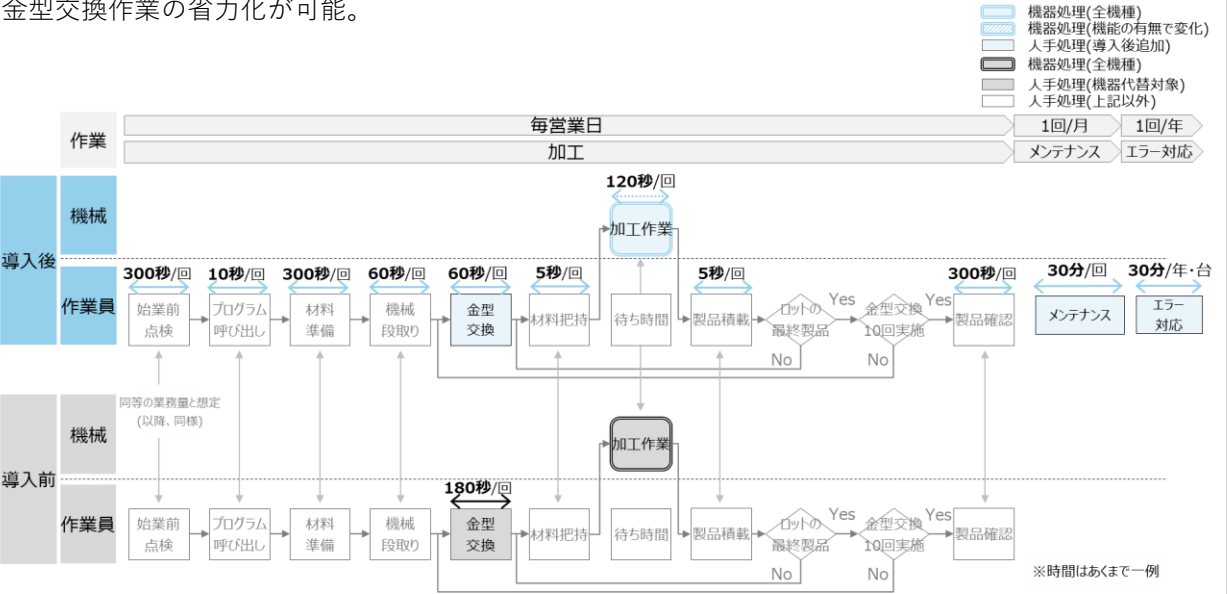 金型交換作業の省力化が可能。
機器処理(全機種)
機器処理(機能の有無で変化)
人手処理(導入後追加)
機器処理(全機種)
人手処理(機器代替対象)
人手処理(上記以外)
作業
毎営業日
1回/月
1回/年
加工
メンテナンス
エラー対応
導入後
機械
120秒/回
加工作業
作業員
300秒/回
10秒/回
300秒/回
60秒/回
60秒/回
5秒/回
5秒/回
300秒/回
30分/回
30分/年・台
始業前
点検
プログラム
呼び出し
材料
準備
機械
段取り
金型
交換
材料把持
待ち時間
製品積載
ロットの
最終製品
Yes
No
金型交換
10回実施
Yes
No
製品確認
メンテナンス
エラー
対応
同等の業務量と想定
(以降、同様)
導入前
機械
加工作業
作業員
180秒/回
始業前
点検
プログラム
呼び出し
材料
準備
機械
段取り
金型
交換
材料把持
待ち時間
製品積載
ロットの
最終製品
Yes
No
金型交換
10回実施
Yes
No
製品確認
※時間はあくまで一例